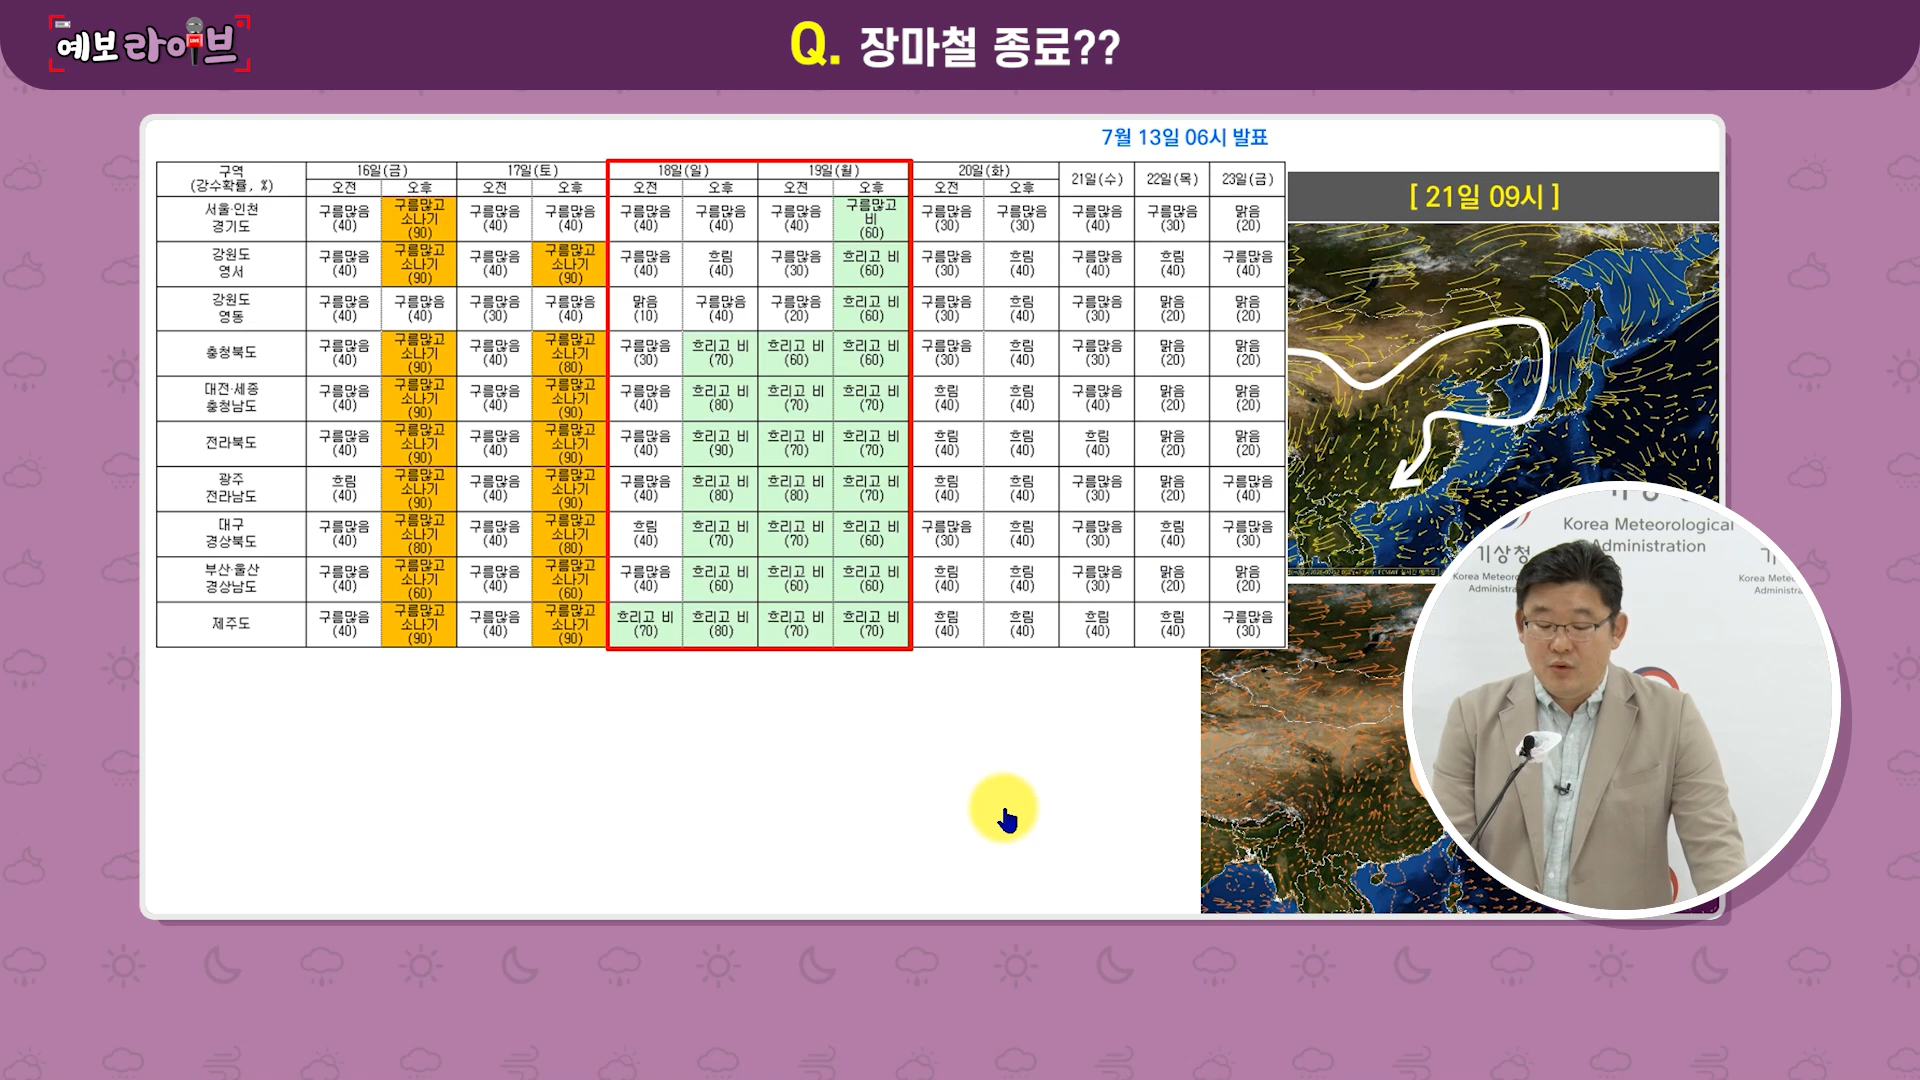 예보라이브
Q. 장마철 종료??
7월 13일 06시 발표
구역 (강수확률, %) 16일(금) 17일(토) 18일(일) 19일(월) 20일(화) 21일(수) 22일(목) 23일(금)
오전 오후 오전 오후 오전 오후 오전 오후 오전 오후
서울·인천 경기도 구름많음 (40) 구름많고 소나기 (90) 구름많음 (40) 구름많음 (40) 구름많음 (40) 구름많음 (40) 구름많음 (40) 구름많고 비 (60) 구름많음 (30) 구름많음 (30) 구름많음 (40) 구름많음 (30) 맑음 (20)
강원도 영서 구름많음 (40) 구름많고 소나기 (90) 구름많음 (40) 구름많고 소나기 (90) 구름많음 (40) 흐림 (40) 구름많음 (30) 흐리고 비 (60) 구름많음 (30) 흐림 (40) 구름많음 (40) 흐림 (40) 구름많음 (40)
강원도 영동 구름많음 (40) 구름많음 (40) 구름많음 (30) 구름많음 (40) 맑음 (10) 구름많음 (40) 구름많음 (20) 흐리고 비 (60) 구름많음 (30) 흐림 (40) 구름많음 (30) 맑음 (20) 맑음 (20)
충청북도 구름많음 (40) 구름많고 소나기 (90) 구름많음 (40) 구름많고 소나기 (80) 구름많음 (30) 흐리고 비 (70) 흐리고 비 (60) 흐리고 비 (60) 구름많음 (30) 흐림 (40) 구름많음 (30) 맑음 (20) 맑음 (20)
대전·세종 충청남도 구름많음 (40) 구름많고 소나기 (90) 구름많음 (40) 구름많고 소나기 (90) 구름많음 (40) 흐리고 비 (80) 흐리고 비 (70) 흐리고 비 (70) 흐림 (40) 흐림 (40) 구름많음 (40) 맑음 (20) 맑음 (20)
전라북도 구름많음 (40) 구름많고 소나기 (90) 구름많음 (40) 구름많고 소나기 (90) 구름많음 (40) 흐리고 비 (90) 흐리고 비 (70) 흐리고 비 (70) 흐림 (40) 흐림 (40) 흐림 (40) 맑음 (20) 맑음 (20)
광주 전라남도 흐림 (40) 구름많고 소나기 (90) 구름많음 (40) 구름많고 소나기 (90) 구름많음 (40) 흐리고 비 (80) 흐리고 비 (80) 흐리고 비 (70) 흐림 (40) 흐림 (40) 구름많음 (30) 맑음 (20) 구름많음 (40)
대구 경상북도 구름많음 (40) 구름많고 소나기 (80) 구름많음 (40) 구름많고 소나기 (80) 흐림 (40) 흐리고 비 (70) 흐리고 비 (70) 흐리고 비 (60) 구름많음 (30) 흐림 (40) 구름많음 (30) 흐림 (40) 구름많음 (30)
부산·울산 경상남도 구름많음 (40) 구름많고 소나기 (60) 구름많음 (40) 구름많고 소나기 (60) 구름많음 (40) 흐리고 비 (60) 흐리고 비 (60) 흐리고 비 (60) 흐림 (40) 흐림 (40) 구름많음 (30) 맑음 (20) 맑음 (20)
제주도 구름많음 (40) 구름많고 소나기 (90) 구름많음 (40) 구름많고 소나기 (90) 흐리고 비 (70) 흐리고 비 (80) 흐리고 비 (70) 흐리고 비 (70) 흐림 (40) 흐림 (40) 흐림 (40) 흐림 (40) 구름많음 (30)
[ 21일 09시 ]
Korea Meteorological
Administration
기상청